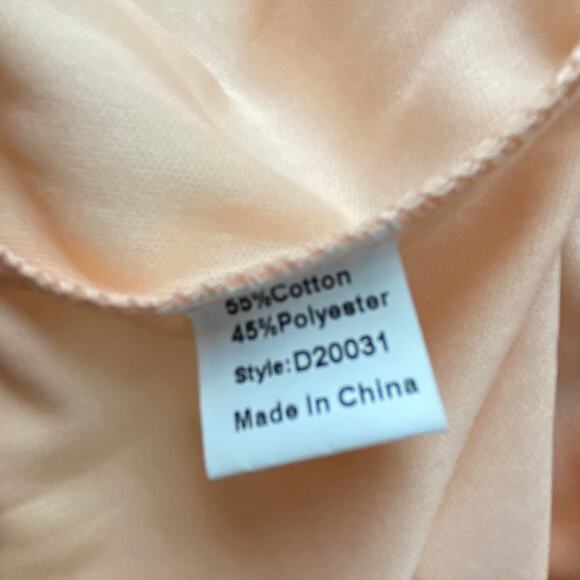 55%Cotton
45%Polyester
Style:D20031
Made In China